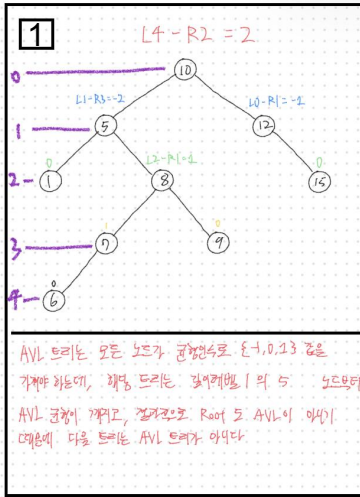 1
L4-R2=2
0
10
L1-R3=-2
L0-R1=-1
1
5
12
0
L2-R1=1
0
2
1
8
15
1
0
3
7
9
0
4
6
AVL 트리는 모든 노드가 균형인수로 {-1,0,1} 값을
가져야 하는데, 해당 트리는 깊이레벨 1의 5 노드부터
AVL 균형이 깨지고, 결과적으로 Root 도 AVL이 아니기
때문에 다음 트리는 AVL 트리가 아니다